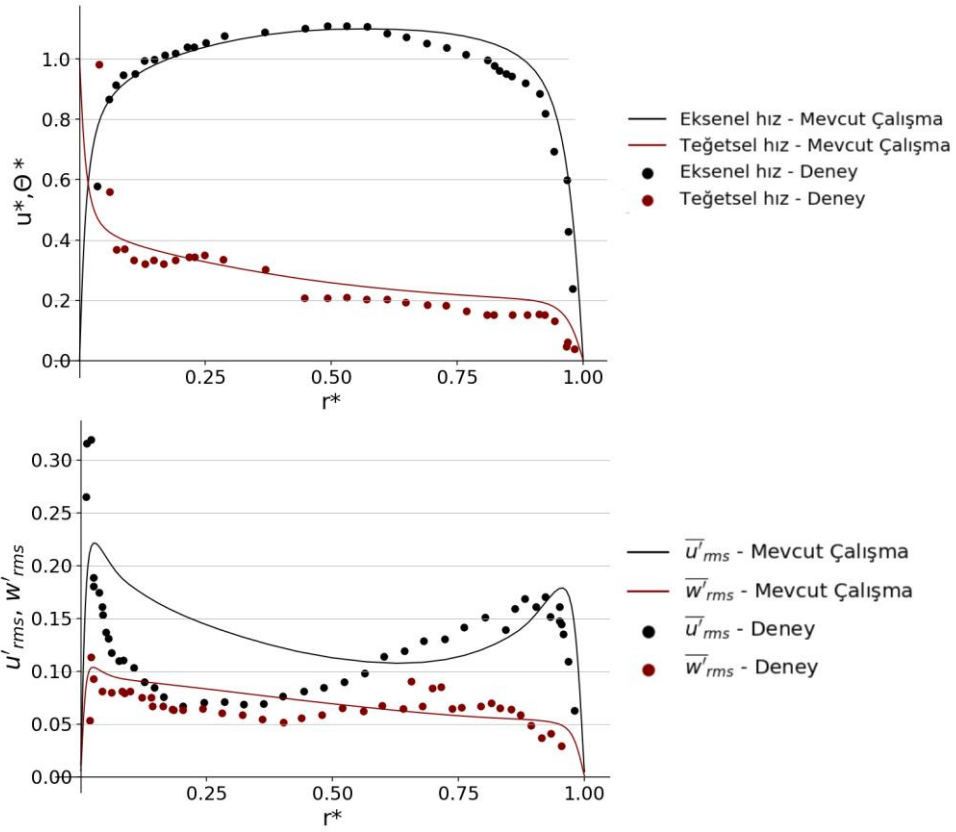 1.0
0.8
0.6
0.4
0.2
0.0
u*,Θ*
0.25 0.50 0.75 1.00
r*
Eksenel hız - Mevcut Çalışma
Teğetsel hız - Mevcut Çalışma
Eksenel hız - Deney
Teğetsel hız - Deney
0.30
0.25
0.20
0.15
0.10
0.05
0.00
u'rms, w'rms
0.25 0.50 0.75 1.00
r*
u'rms - Mevcut Çalışma
w'rms - Mevcut Çalışma
u'rms - Deney
w'rms - Deney